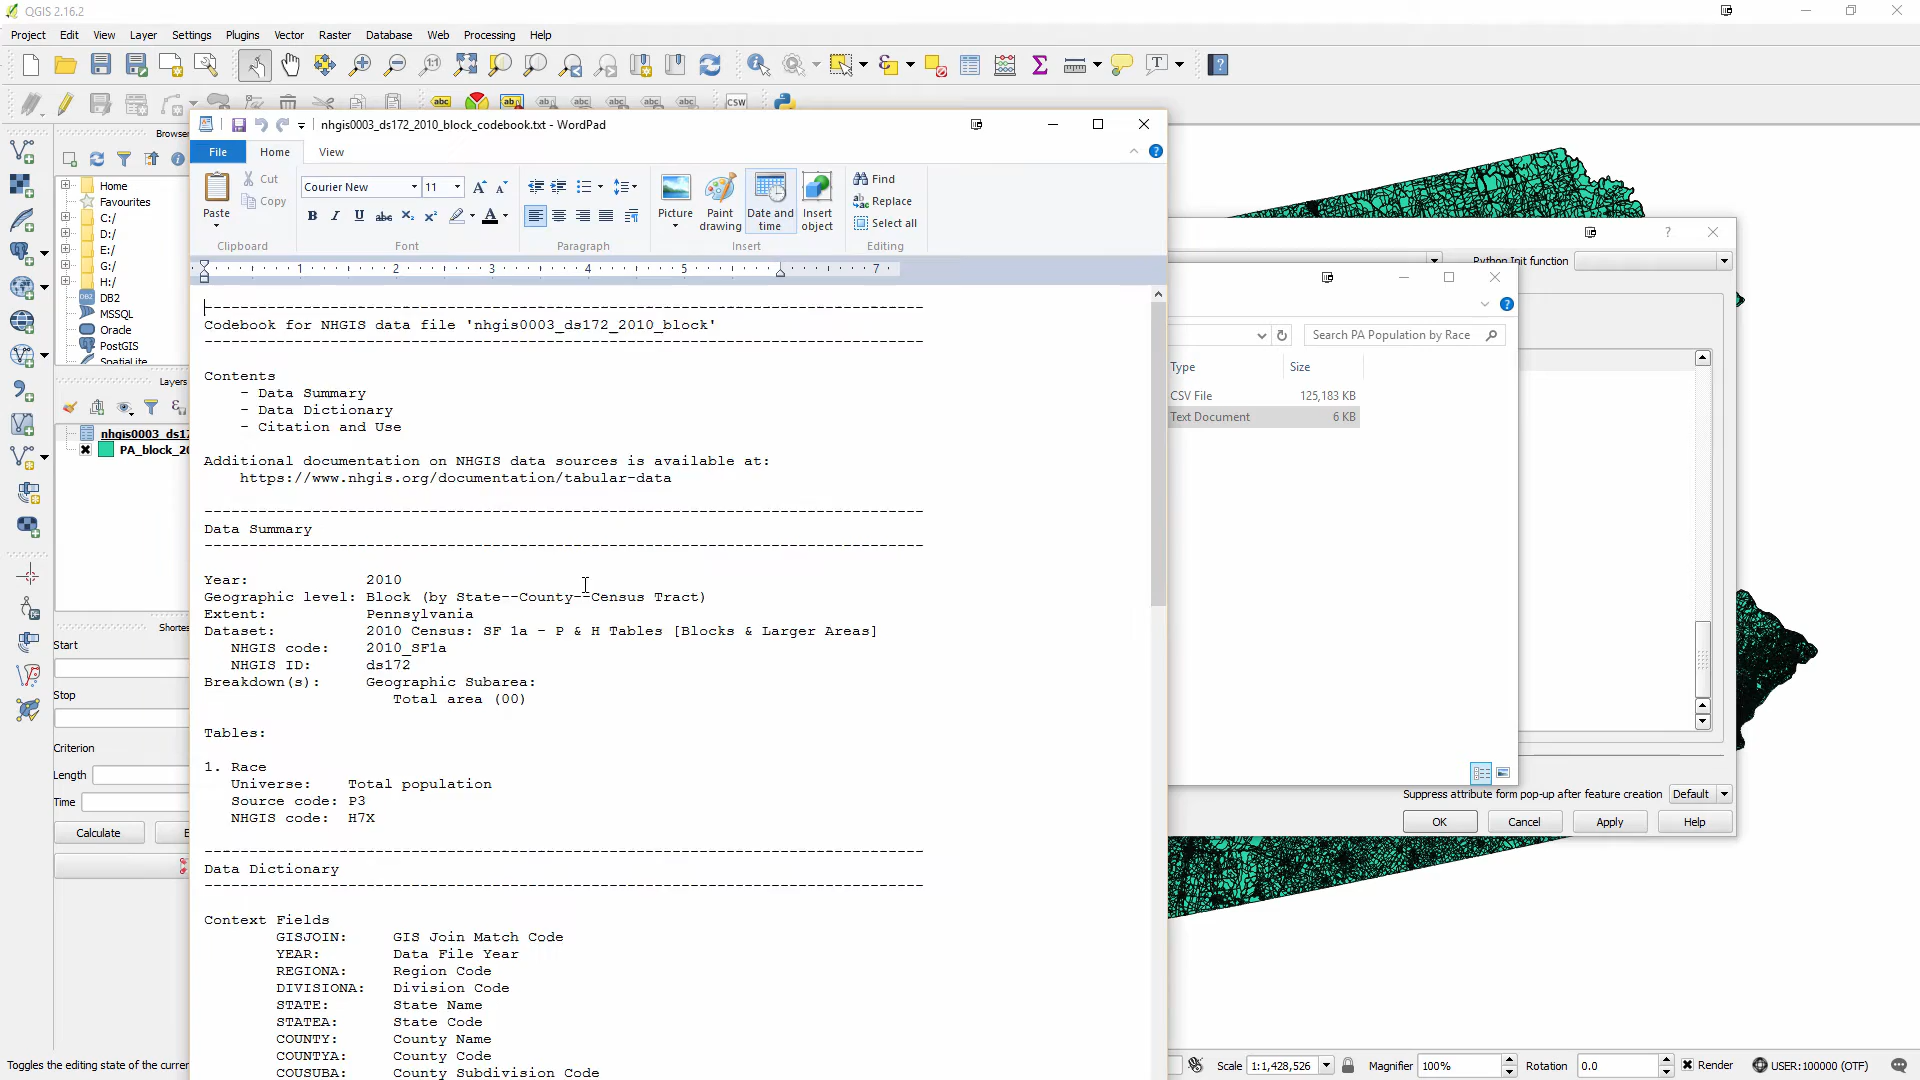 QGIS 2.16.2
Project Edit View Layer Settings Plugins Vector Raster Database Web Processing Help
nhgis0003_ds172_2010_block_codebook.txt - WordPad
File Home View
Paste
Cut
Copy
Clipboard
Courier New 11
Font
Paragraph
Picture
Paint drawing
Date and time
Insert object
Insert
Find
Replace
Select all
Editing
1 2 3 4 5 7
Codebook for NHGIS data file 'nhgis0003_ds172_2010_block'
Contents
- Data Summary
- Data Dictionary
- Citation and Use
Additional documentation on NHGIS data sources is available at:
https://www.nhgis.org/documentation/tabular-data
Data Summary
Year: 2010
Geographic level: Block (by State--County--Census Tract)
Extent: Pennsylvania
Dataset: 2010 Census: SF 1a - P & H Tables [Blocks & Larger Areas]
NHGIS code: 2010_SF1a
NHGIS ID: ds172
Breakdown(s): Geographic Subarea:
Total area (00)
Tables:
1. Race
Universe: Total population
Source code: P3
NHGIS code: H7X
Data Dictionary
Context Fields
GISJOIN: GIS Join Match Code
YEAR: Data File Year
REGIONA: Region Code
DIVISIONA: Division Code
STATE: State Name
STATEA: State Code
COUNTY: County Name
COUNTYA: County Code
COUSUBA: County Subdivision Code
Home
Favourites
C:/
D:/
E:/
G:/
H:/
DB2
MSSQL
Oracle
PostGIS
SpatiaLite
Layers
nhgis0003_ds17
PA_block_20
Start
Stop
Criterion
Length
Time
Calculate
Python Init function
Search PA Population by Race
Type Size
CSV File 125,183 KB
Text Document 6 KB
Suppress attribute form pop-up after feature creation Default
OK Cancel Apply Help
Toggles the editing state of the curren
Scale 1:1,428,526 Magnifier 100% Rotation 0.0 Render USER:100000 (OTF)